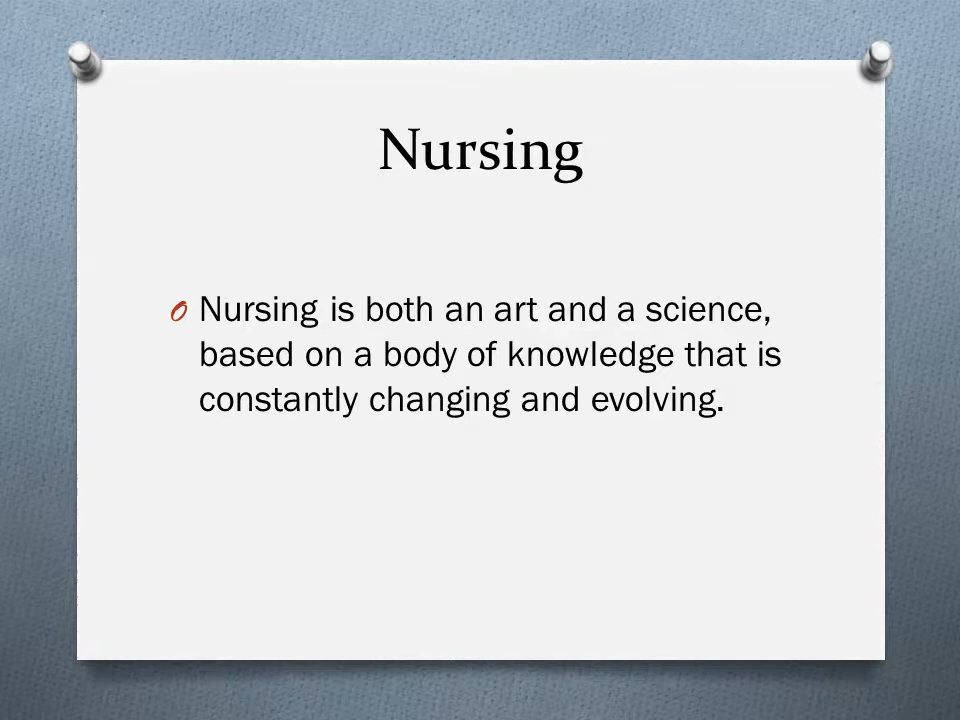 Nursing
Nursing is both an art and a science,
based on a body of knowledge that is
constantly changing and evolving.